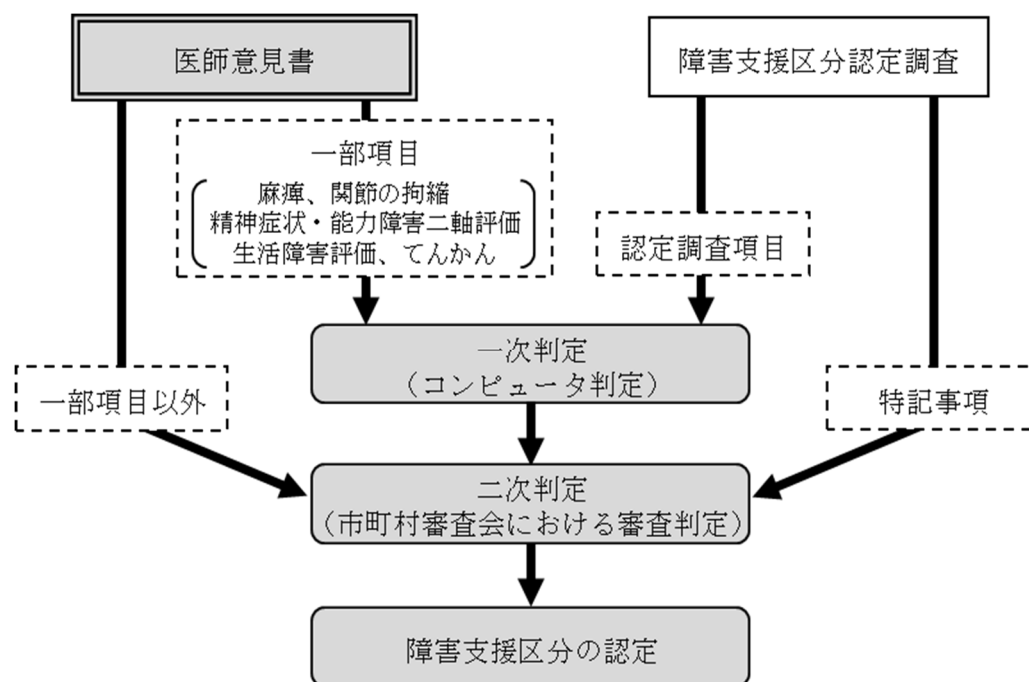 医師意見書
障害支援区分認定調査
一部項目
麻痺、関節の拘縮
精神症状・能力障害二軸評価
生活障害評価、てんかん
認定調査項目
一次判定
（コンピュータ判定）
一部項目以外
特記事項
二次判定
（市町村審査会における審査判定）
障害支援区分の認定